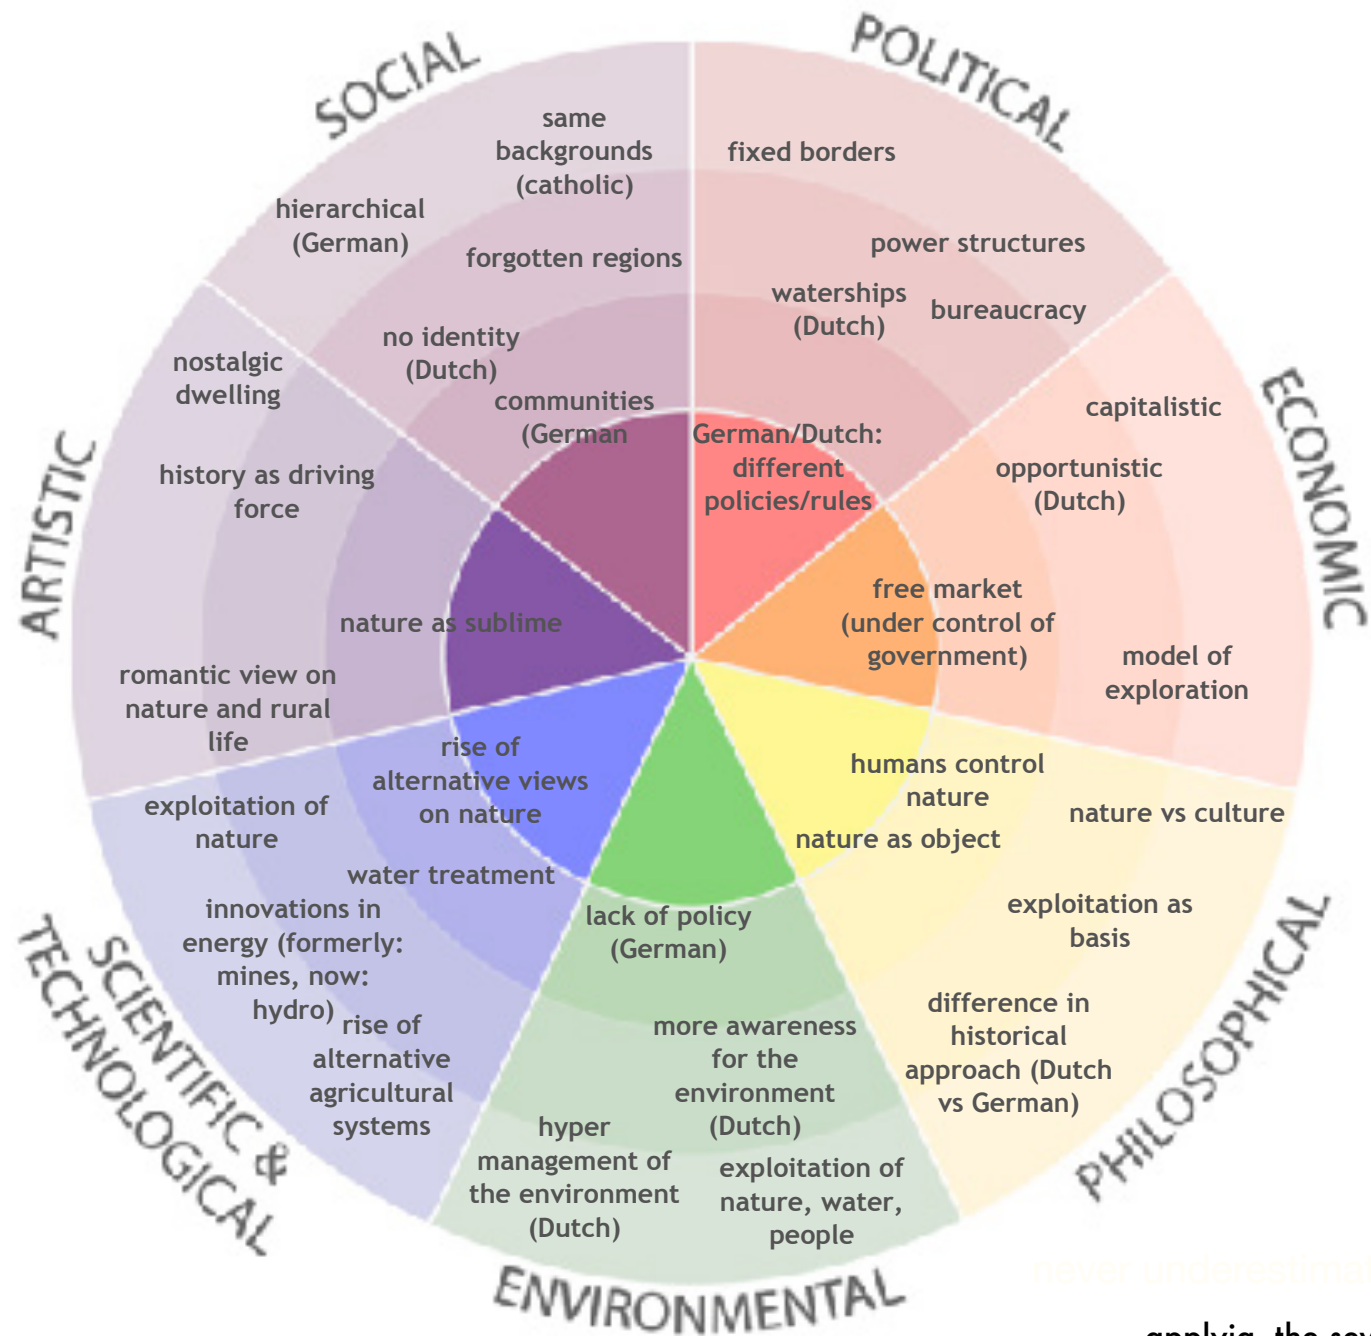 SOCIAL
same
backgrounds
(catholic)
hierarchical
(German)
forgotten regions
no identity
(Dutch)
communities
(German
POLITICAL
fixed borders
power structures
waterships
(Dutch)
bureaucracy
German/Dutch:
different
policies/rules
ECONOMIC
capitalistic
opportunistic
(Dutch)
free market
(under control of
government)
model of
exploration
PHILOSOPHICAL
humans control
nature
nature vs culture
nature as object
exploitation as
basis
difference in
historical
approach (Dutch
vs German)
ENVIRONMENTAL
lack of policy
(German)
more awareness
for the
environment
(Dutch)
hyper
management of
the environment
(Dutch)
exploitation of
nature, water,
people
SCIENTIFIC &
TECHNOLOGICAL
rise of
alternative views
on nature
exploitation of
nature
water treatment
innovations in
energy (formerly:
mines, now:
hydro)
rise of
alternative
agricultural
systems
ARTISTIC
nostalgic
dwelling
history as driving
force
nature as sublime
romantic view on
nature and rural
life
never underestimat
applyig the